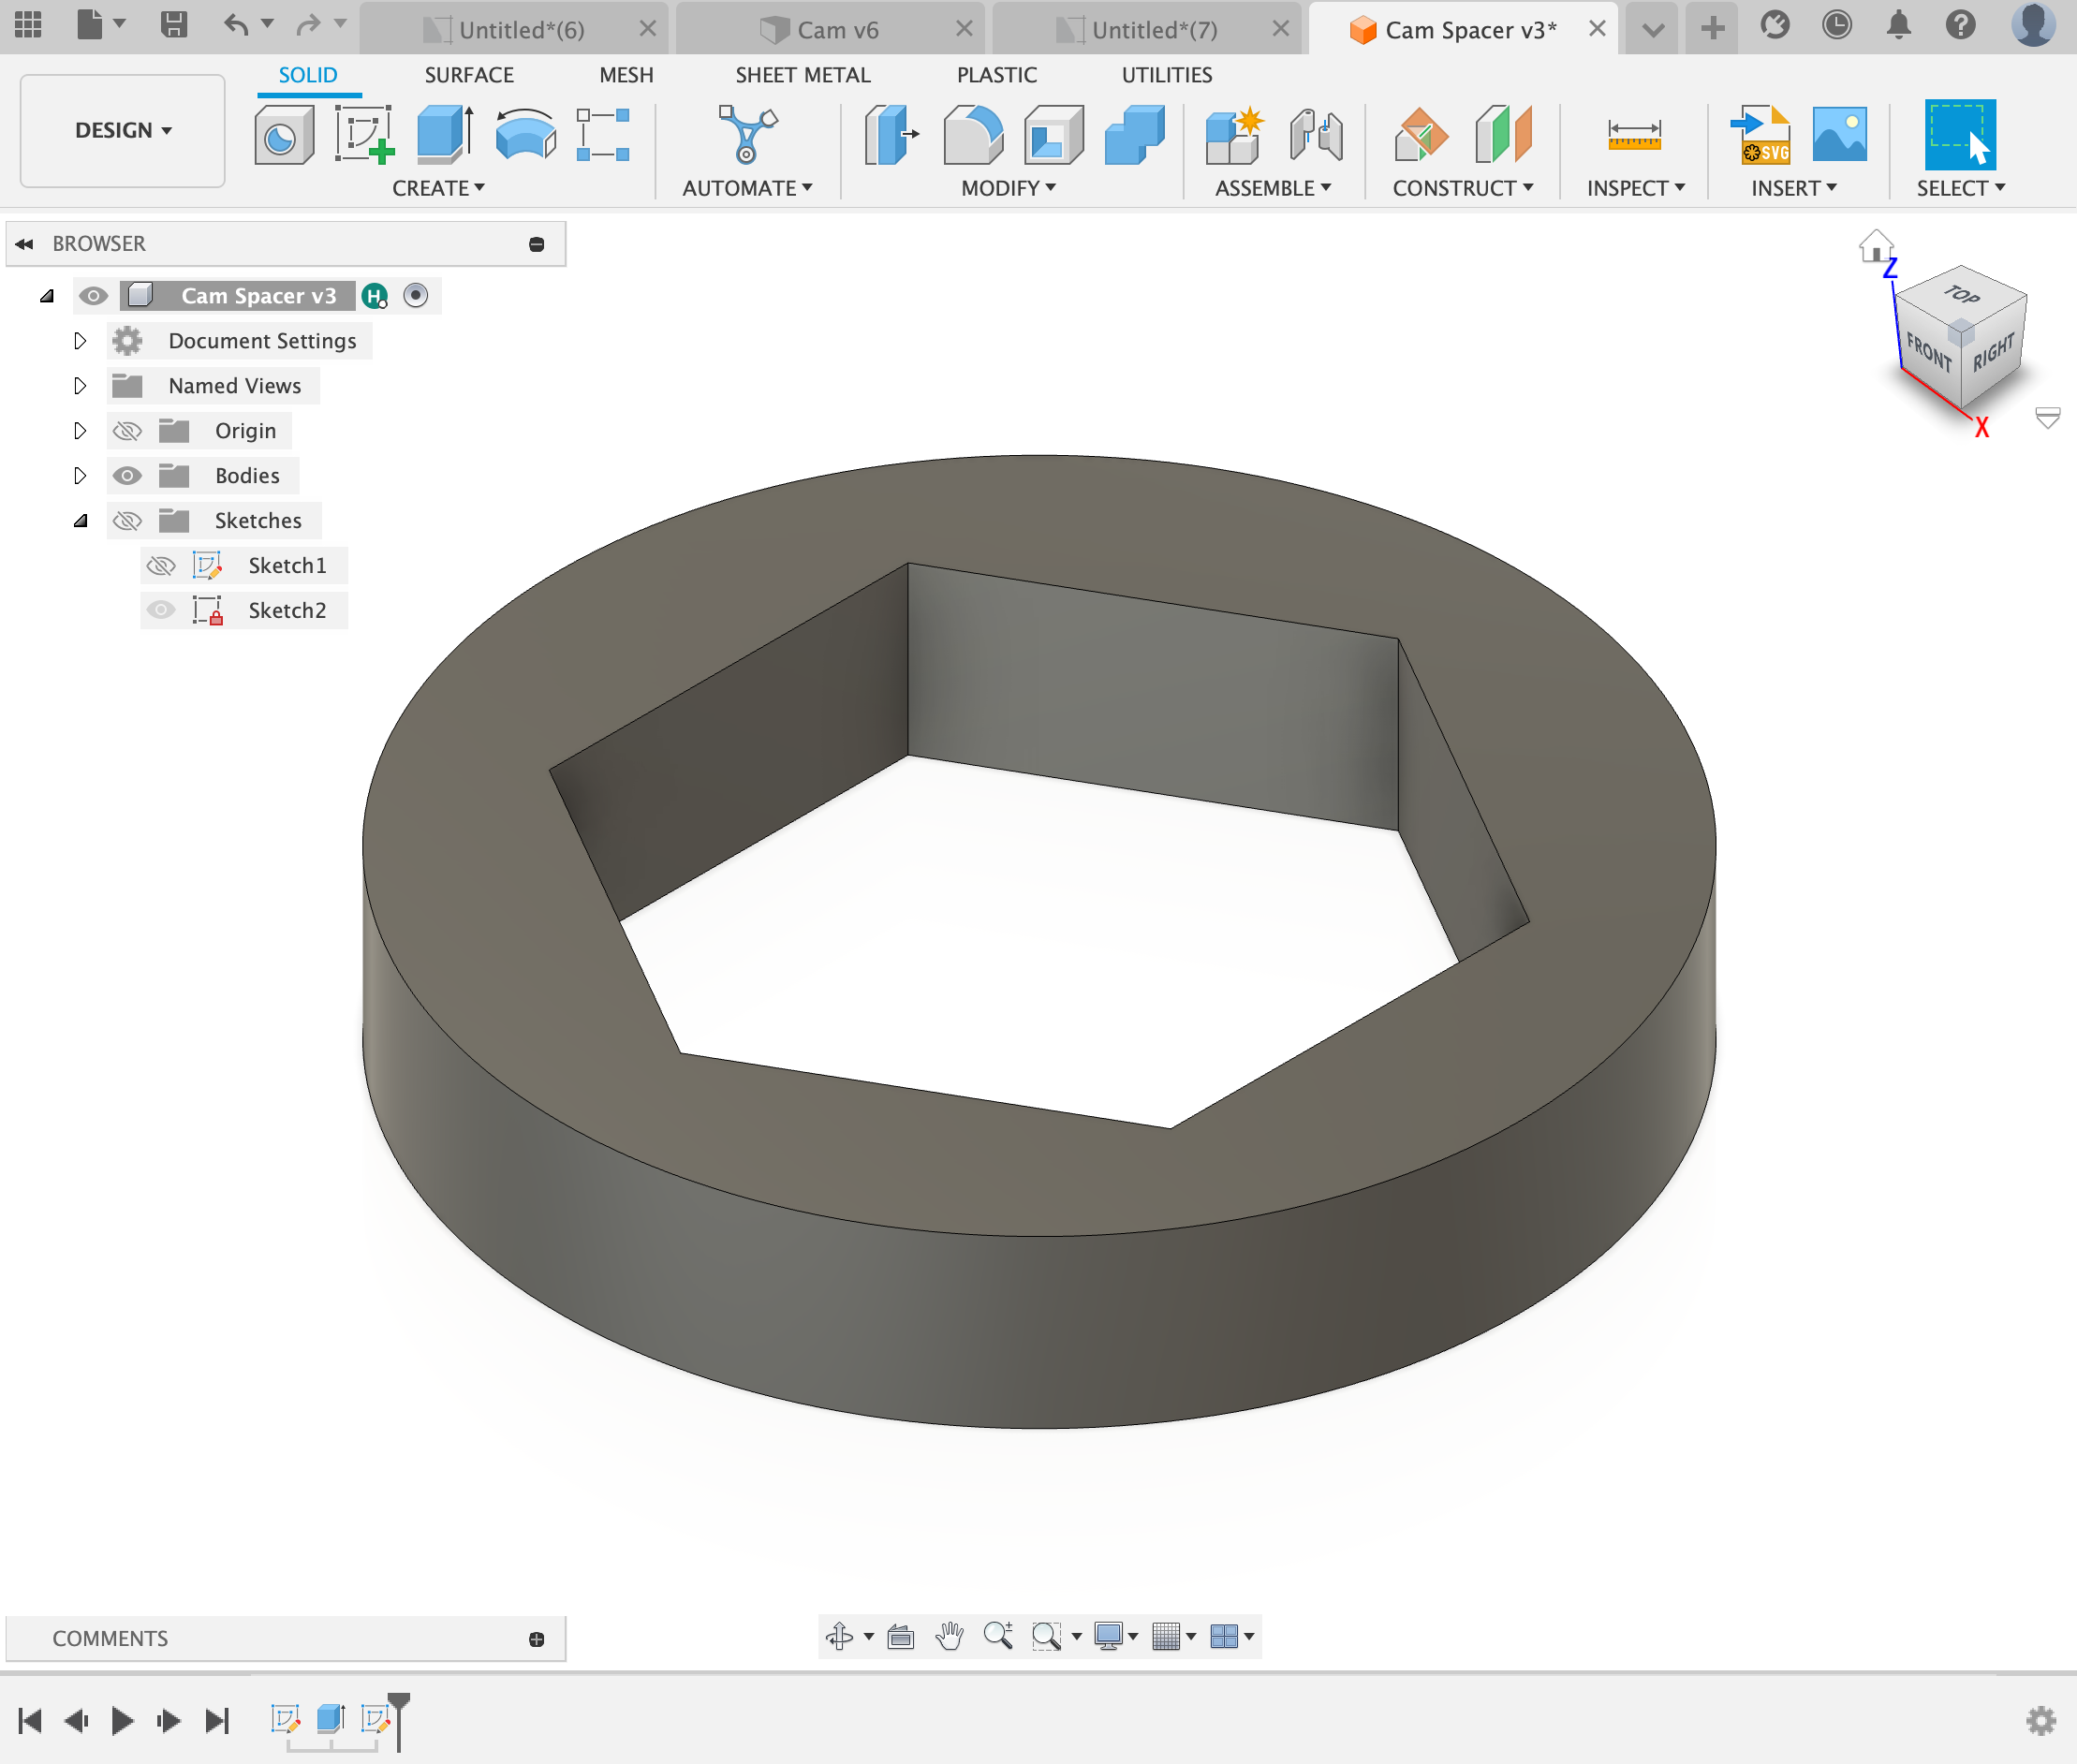 Untitled*(6)
Cam v6
Untitled*(7)
Cam Spacer v3*
SOLID
SURFACE
MESH
SHEET METAL
PLASTIC
UTILITIES
DESIGN
SVG
CREATE
AUTOMATE
MODIFY
ASSEMBLE
CONSTRUCT
INSPECT
INSERT
SELECT
BROWSER
Cam Spacer v3
H
Document Settings
Named Views
Origin
Bodies
Sketches
Sketch1
Sketch2
Z
TOP
FRONT
RIGHT
X
COMMENTS